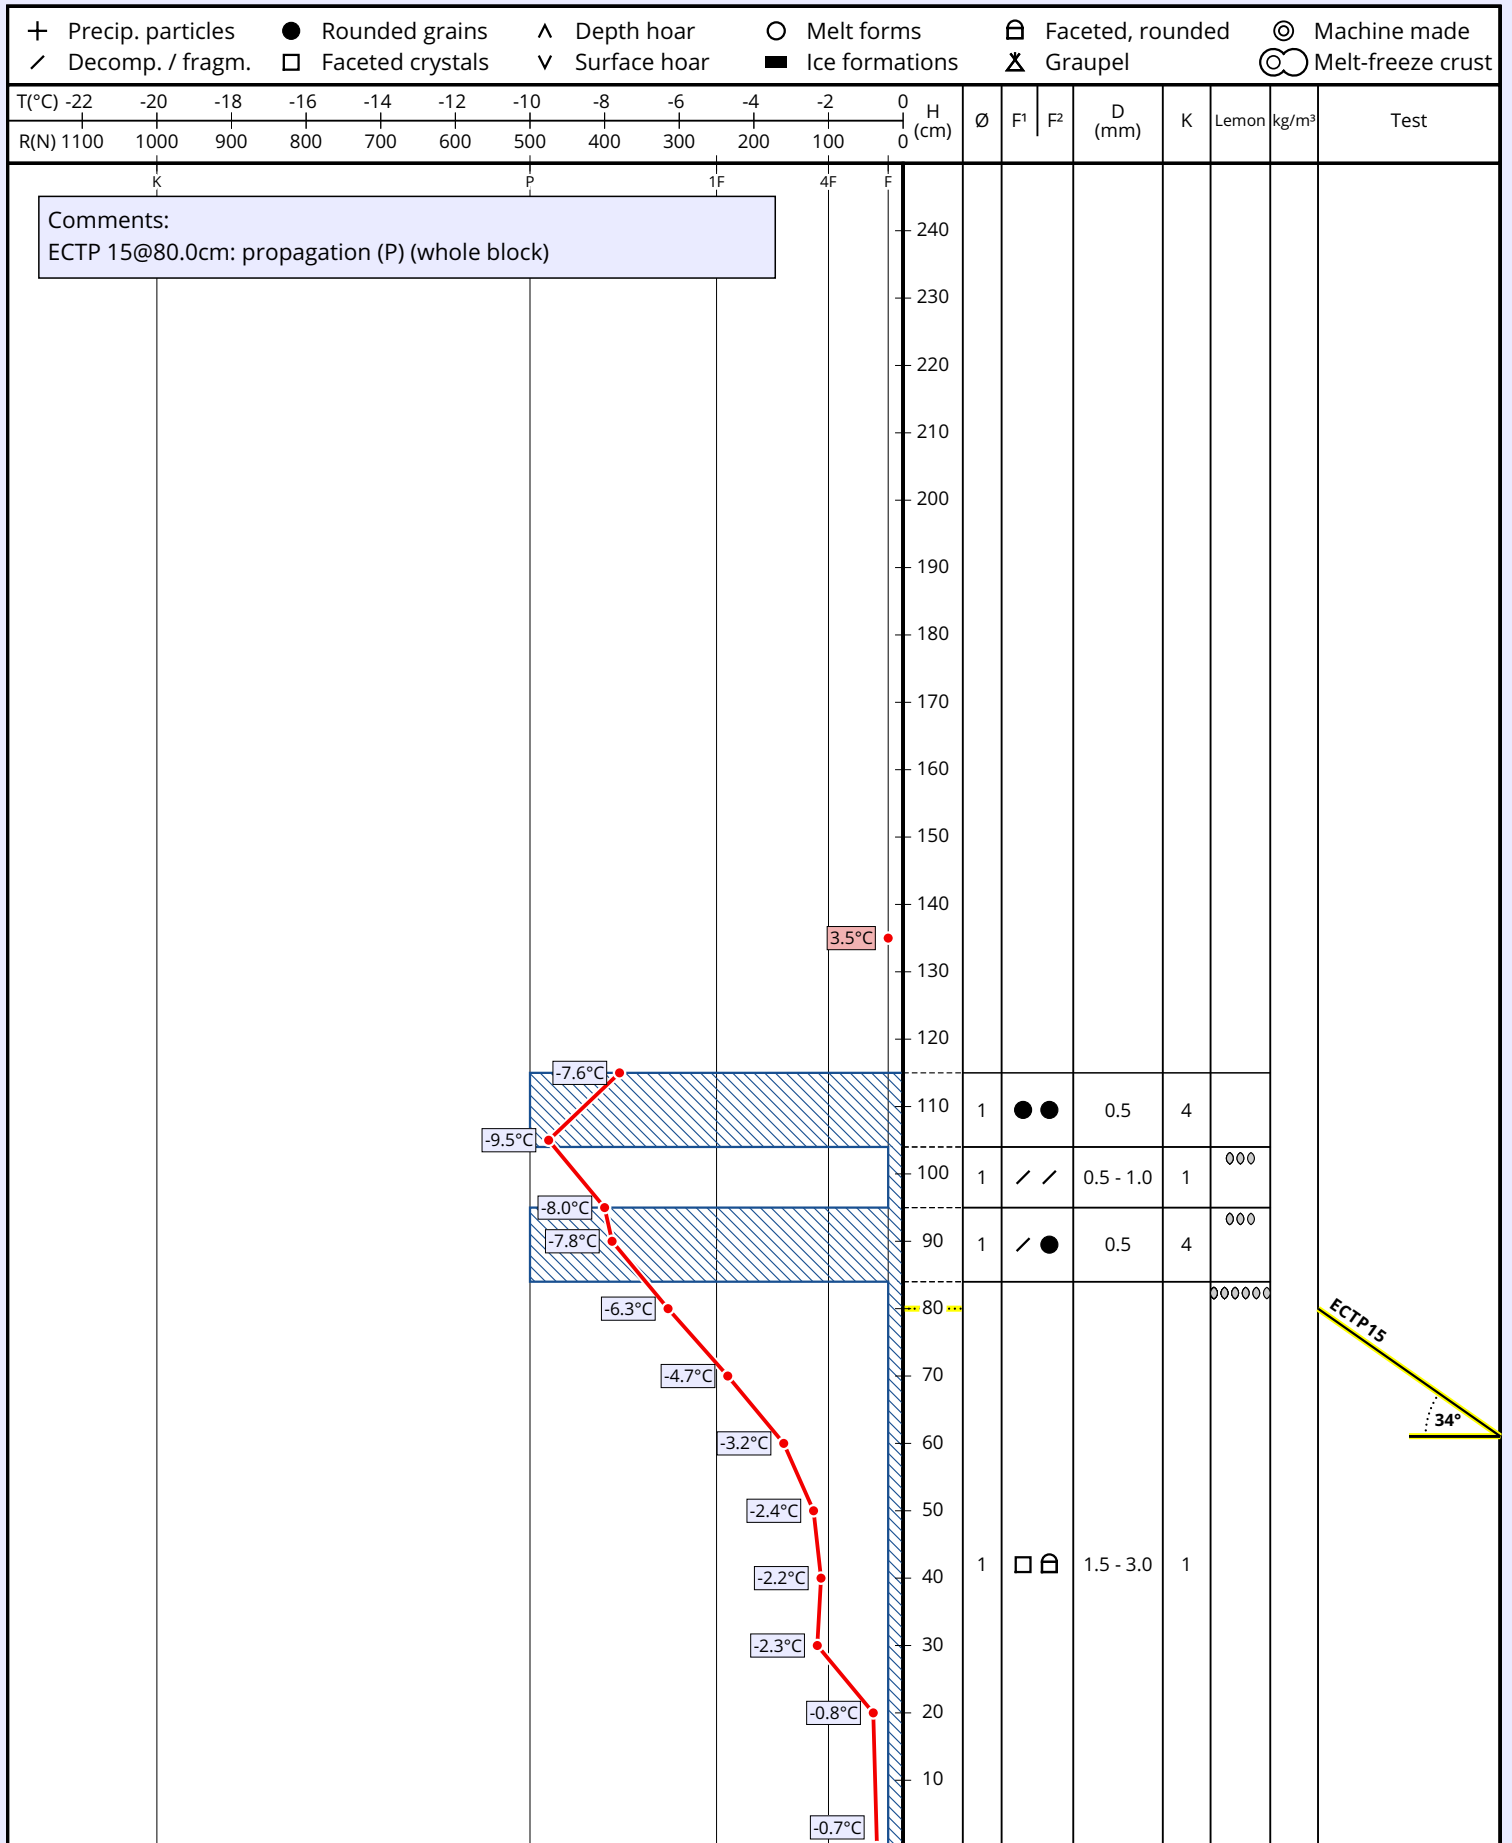 Precip. particles Rounded grains Depth hoar Melt forms Faceted, rounded Machine made
Decomp. / fragm. Faceted crystals Surface hoar Ice formations Graupel Melt-freeze crust
T(°C) -22 -20 -18 -16 -14 -12 -10 -8 -6 -4 -2 0
R(N) 1100 1000 900 800 700 600 500 400 300 200 100 0
H (cm) Ø F¹ F² D (mm) K Lemon kg/m³ Test
K P 1F 4F F
Comments:
ECTP 15@80.0cm: propagation (P) (whole block)
240
230
220
210
200
190
180
170
160
150
140
3.5°C
130
120
-7.6°C
110 1 0.5 4
-9.5°C
100 1 0.5 - 1.0 1
-8.0°C
-7.8°C 90 1 0.5 4
-6.3°C 80 ECTP15
-4.7°C 70
34°
-3.2°C 60
-2.4°C 50
1 1.5 - 3.0 1
-2.2°C 40
-2.3°C 30
-0.8°C 20
10
-0.7°C